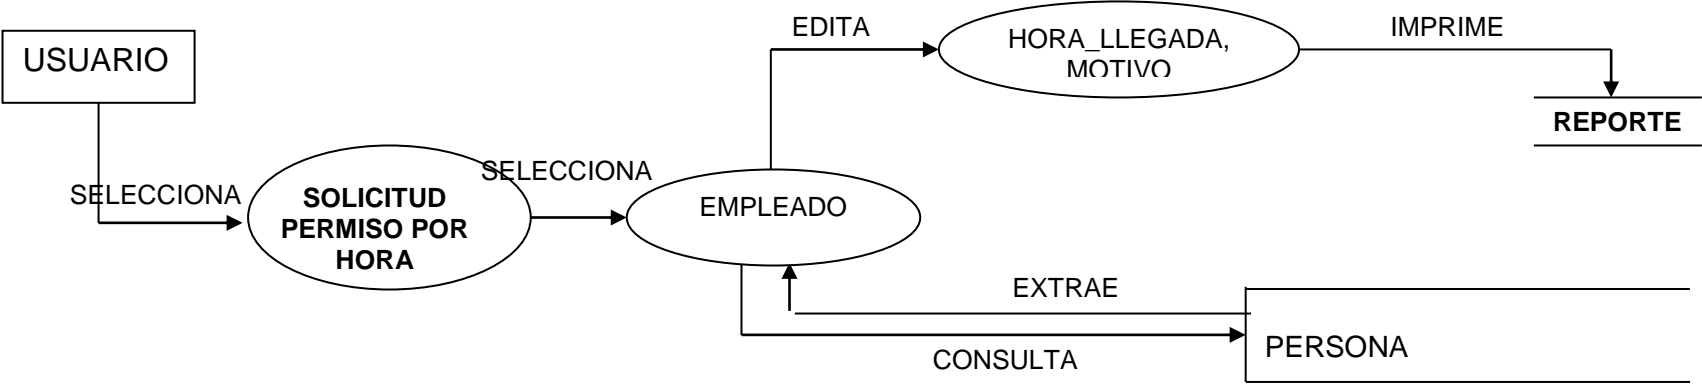 EDITA
IMPRIME
USUARIO
HORA_LLEGADA,
MOTIVO
REPORTE
SELECCIONA
SELECCIONA
SOLICITUD
PERMISO POR
HORA
EMPLEADO
EXTRAE
CONSULTA
PERSONA